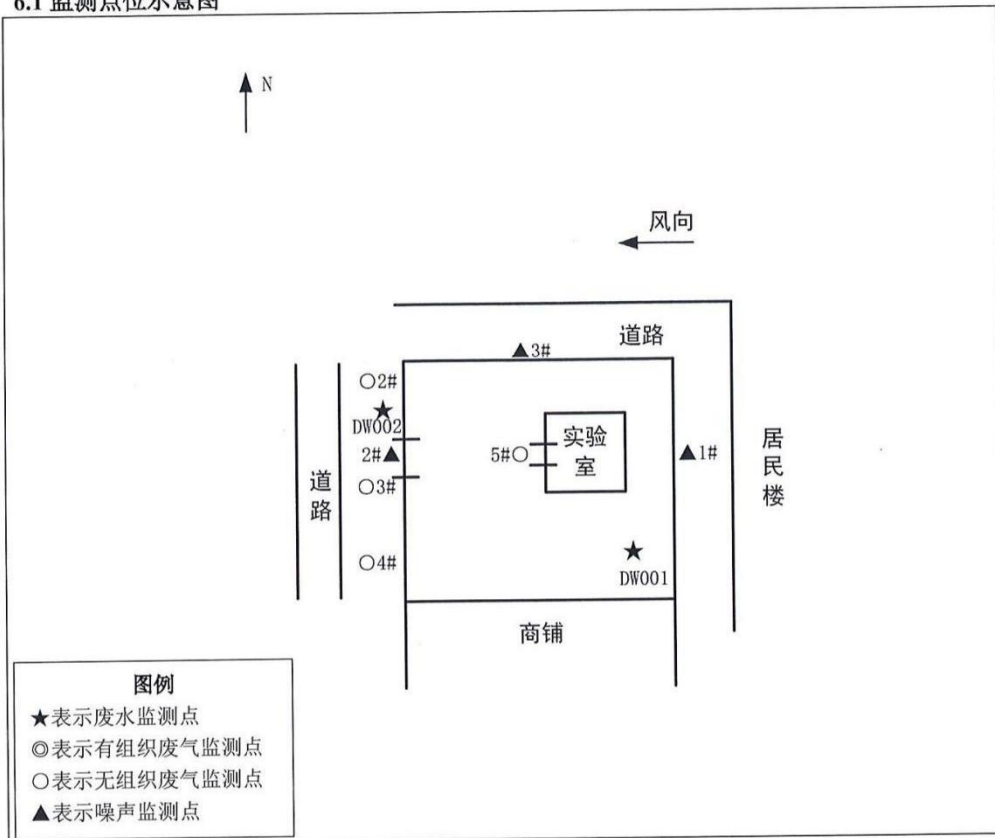 6.1 监测点位示意图
N
风向
道路
▲3#
○2#
★
DW002
2#▲
○3#
○4#
道路
5#○
实验室
▲1#
居民楼
★
DW001
商铺
图例
★表示废水监测点
◎表示有组织废气监测点
○表示无组织废气监测点
▲表示噪声监测点